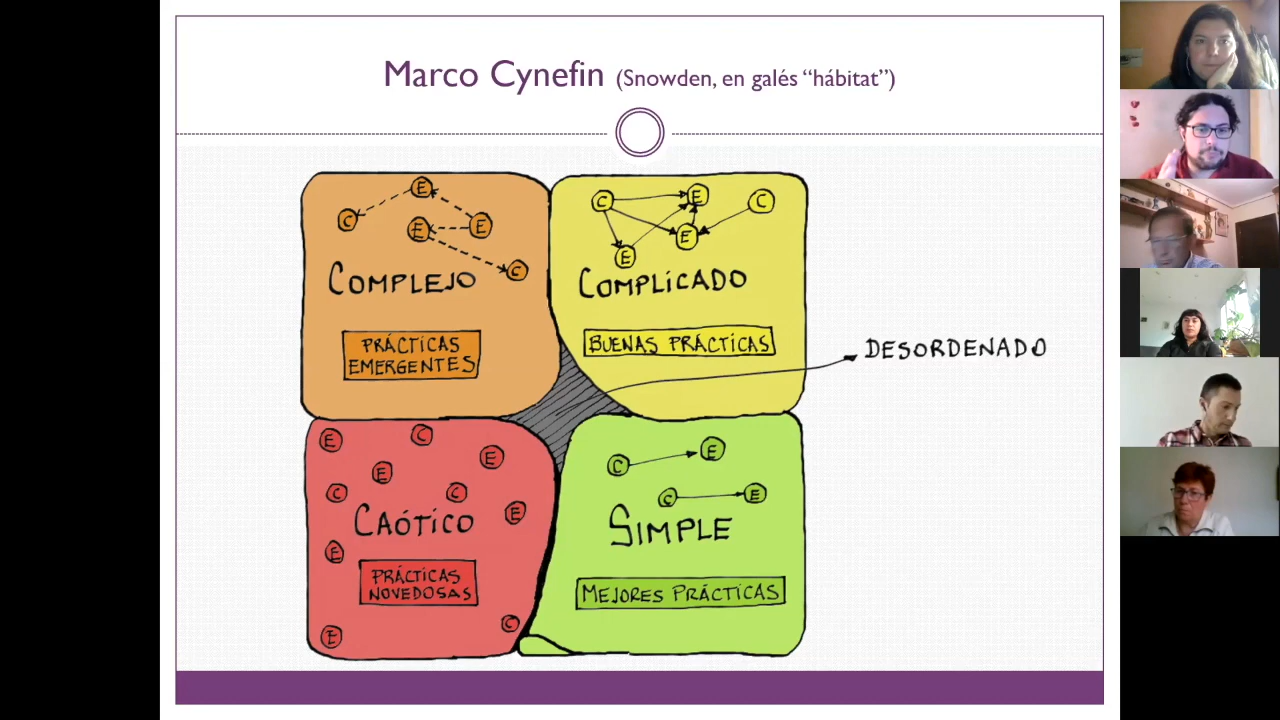 Marco Cynefin (Snowden, en galés “hábitat”)
E
C
E
E
C
COMPLEJO
PRÁCTICAS
EMERGENTES
C
E
C
E
E
COMPLICADO
BUENAS PRÁCTICAS
DESORDENADO
E
C
E
E
C
C
E
CAÓTICO
E
PRÁCTICAS
NOVEDOSAS
E
C
C
E
C
E
SIMPLE
MEJORES PRÁCTICAS